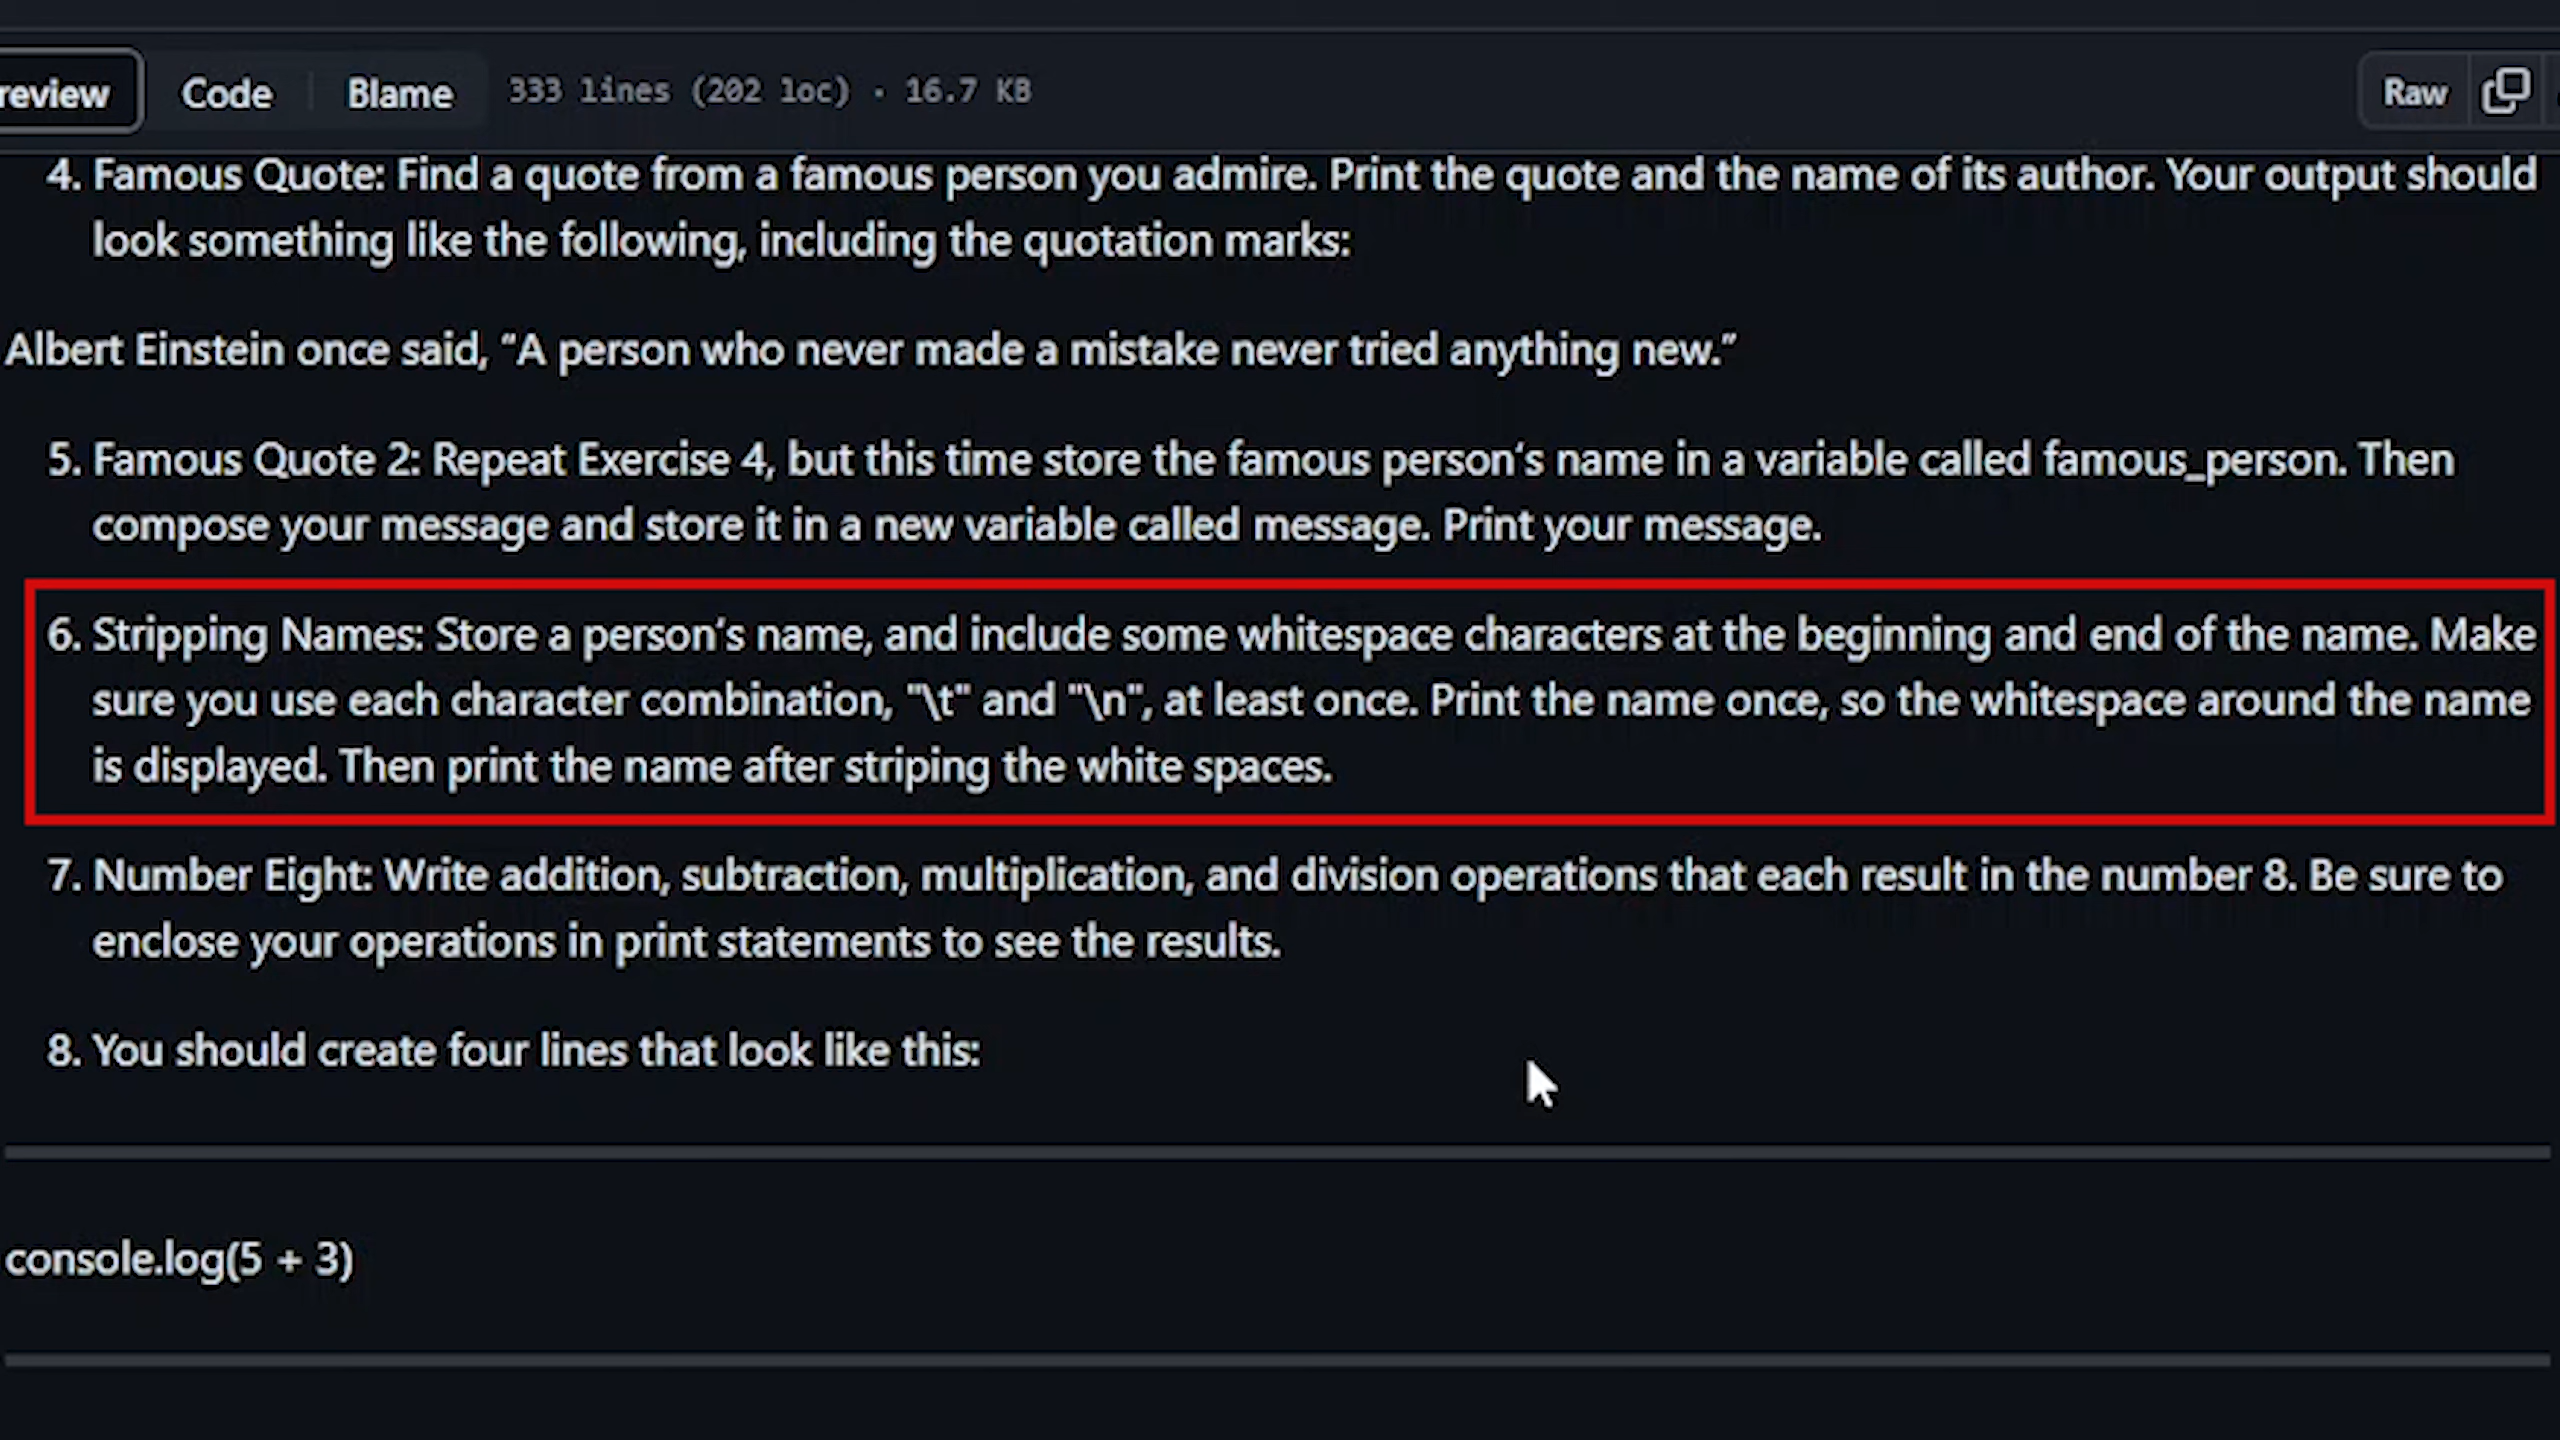 review Code Blame 333 lines (202 loc) · 16.7 KB Raw
4. Famous Quote: Find a quote from a famous person you admire. Print the quote and the name of its author. Your output should
look something like the following, including the quotation marks:
Albert Einstein once said, “A person who never made a mistake never tried anything new.”
5. Famous Quote 2: Repeat Exercise 4, but this time store the famous person‘s name in a variable called famous_person. Then
compose your message and store it in a new variable called message. Print your message.
6. Stripping Names: Store a person‘s name, and include some whitespace characters at the beginning and end of the name. Make
sure you use each character combination, "\t" and "\n", at least once. Print the name once, so the whitespace around the name
is displayed. Then print the name after striping the white spaces.
7. Number Eight: Write addition, subtraction, multiplication, and division operations that each result in the number 8. Be sure to
enclose your operations in print statements to see the results.
8. You should create four lines that look like this:
console.log(5 + 3)